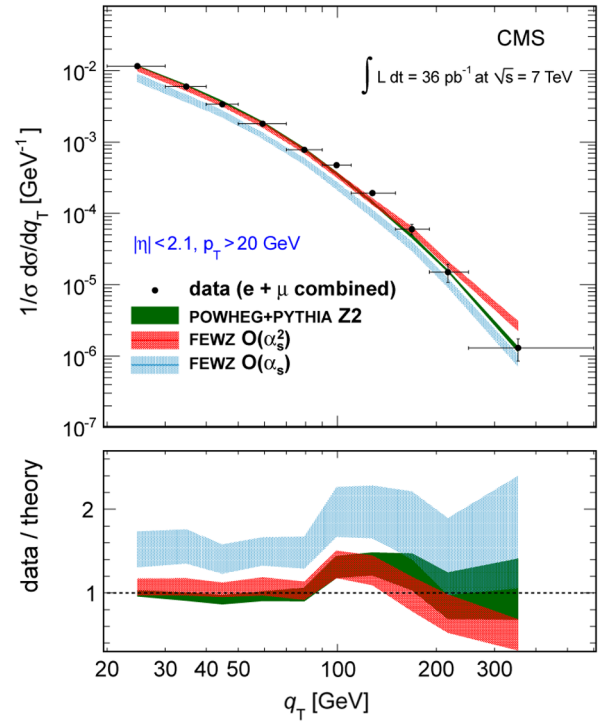 CMS
∫ L dt = 36 pb⁻¹ at √s = 7 TeV
10⁻²
10⁻³
10⁻⁴
10⁻⁵
10⁻⁶
10⁻⁷
1/σ dσ/dq_T [GeV⁻¹]
|η| < 2.1, p_T > 20 GeV
data (e + μ combined)
POWHEG+PYTHIA Z2
FEWZ O(α_s²)
FEWZ O(α_s)
data / theory
2
1
20 30 40 50 100 200 300
q_T [GeV]